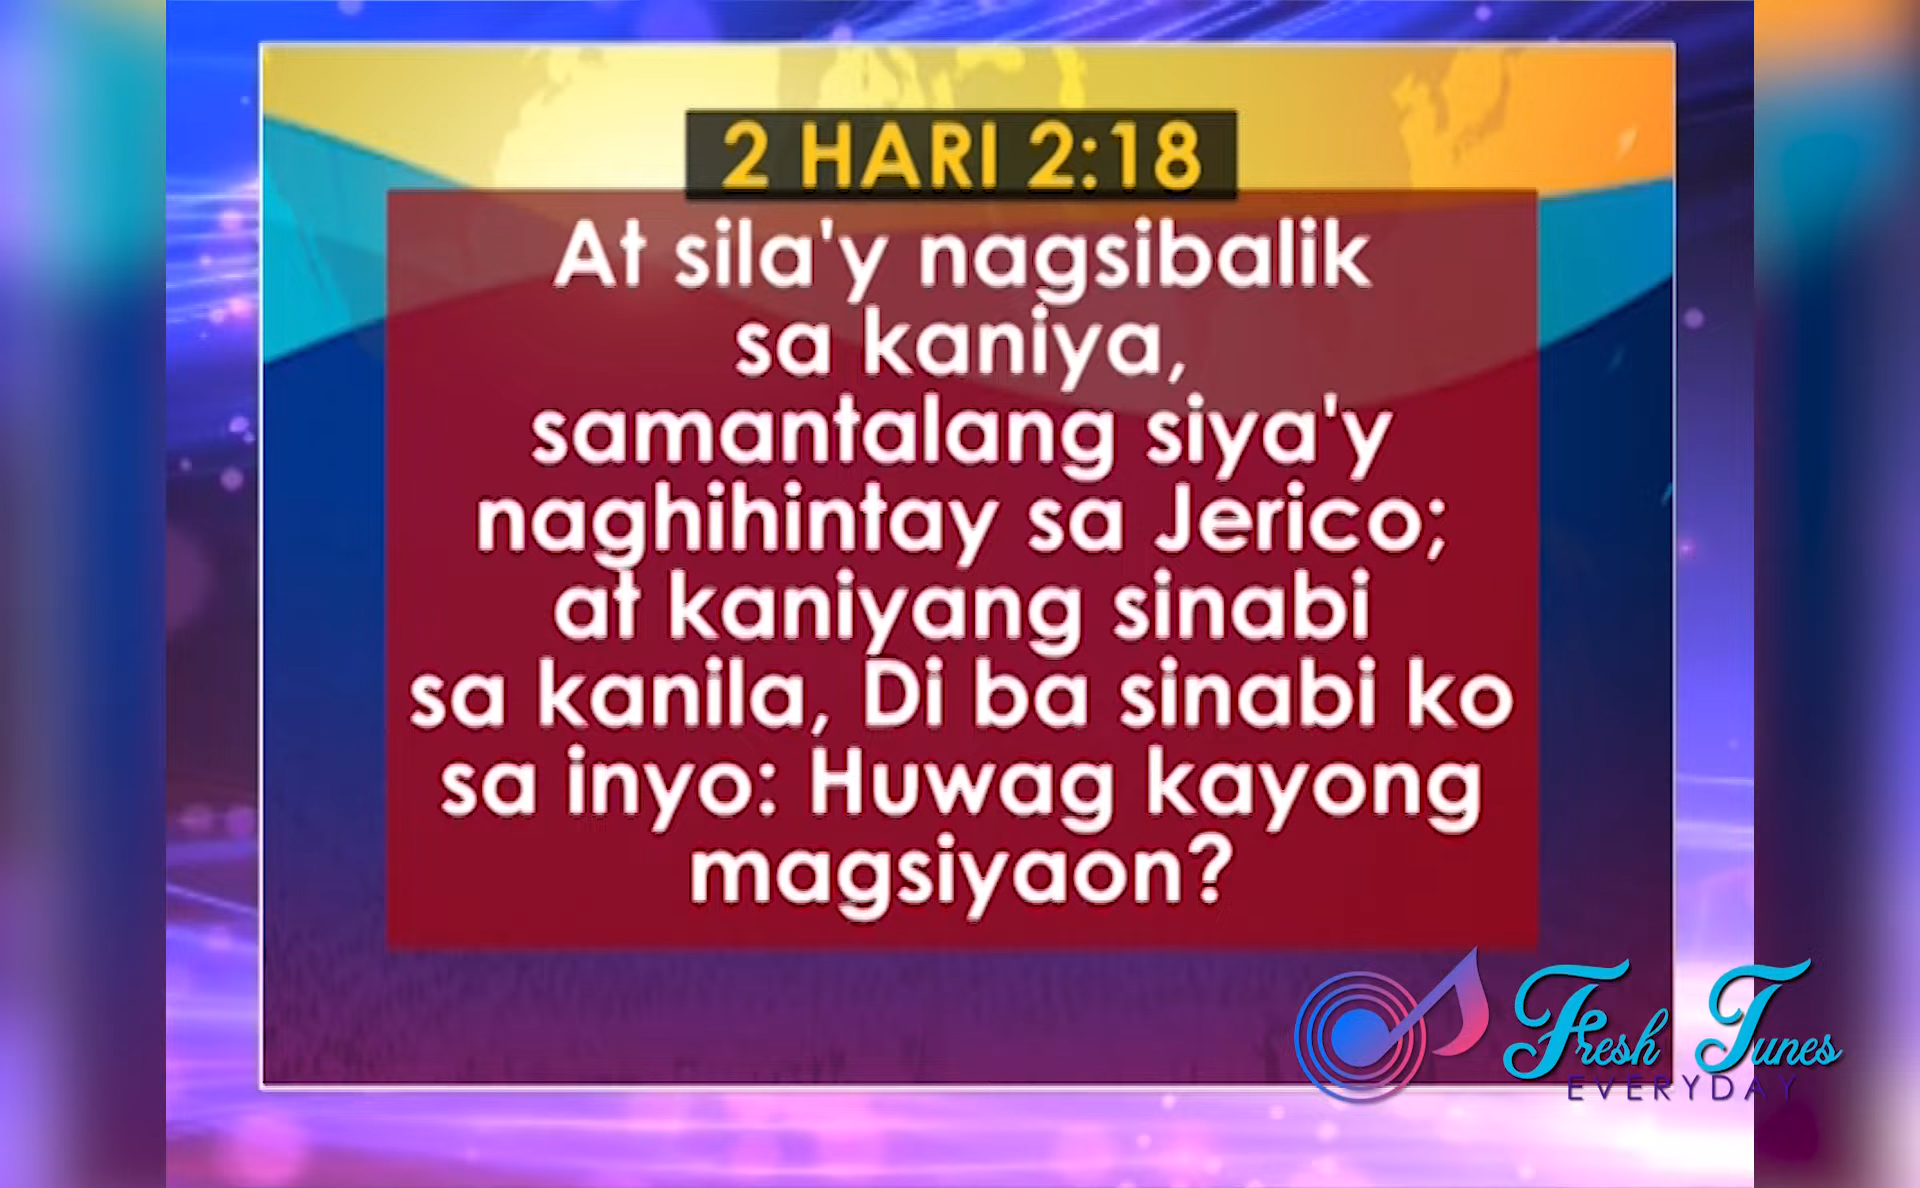 2 HARI 2:18
At sila'y nagsibalik
sa kaniya,
samantalang siya'y
naghihintay sa Jerico;
at kaniyang sinabi
sa kanila, Di ba sinabi ko
sa inyo: Huwag kayong
magsiyaon?
Fresh Tunes
EVERYDAY